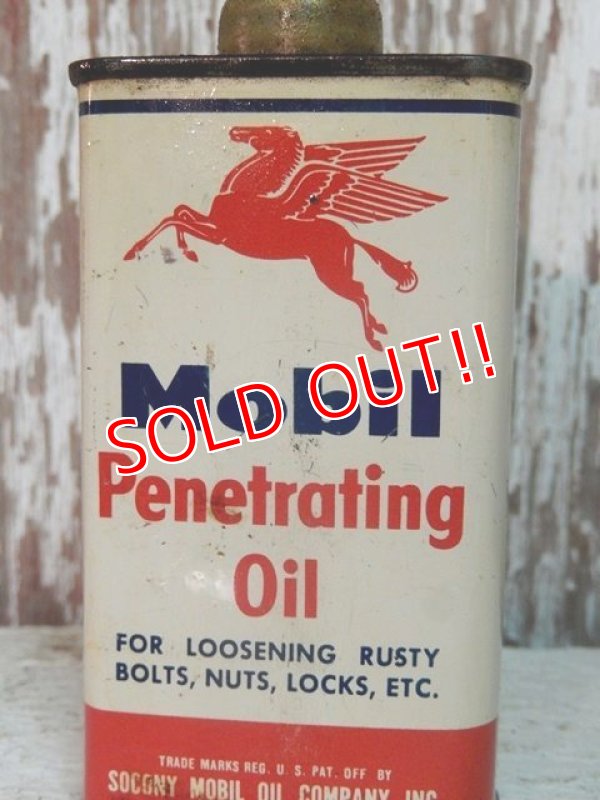 Mobil
SOLD OUT!!
Penetrating
Oil
FOR LOOSENING RUSTY
BOLTS, NUTS, LOCKS, ETC.
TRADE MARKS REG. U. S. PAT. OFF BY
SOCONY MOBIL OIL COMPANY, INC.